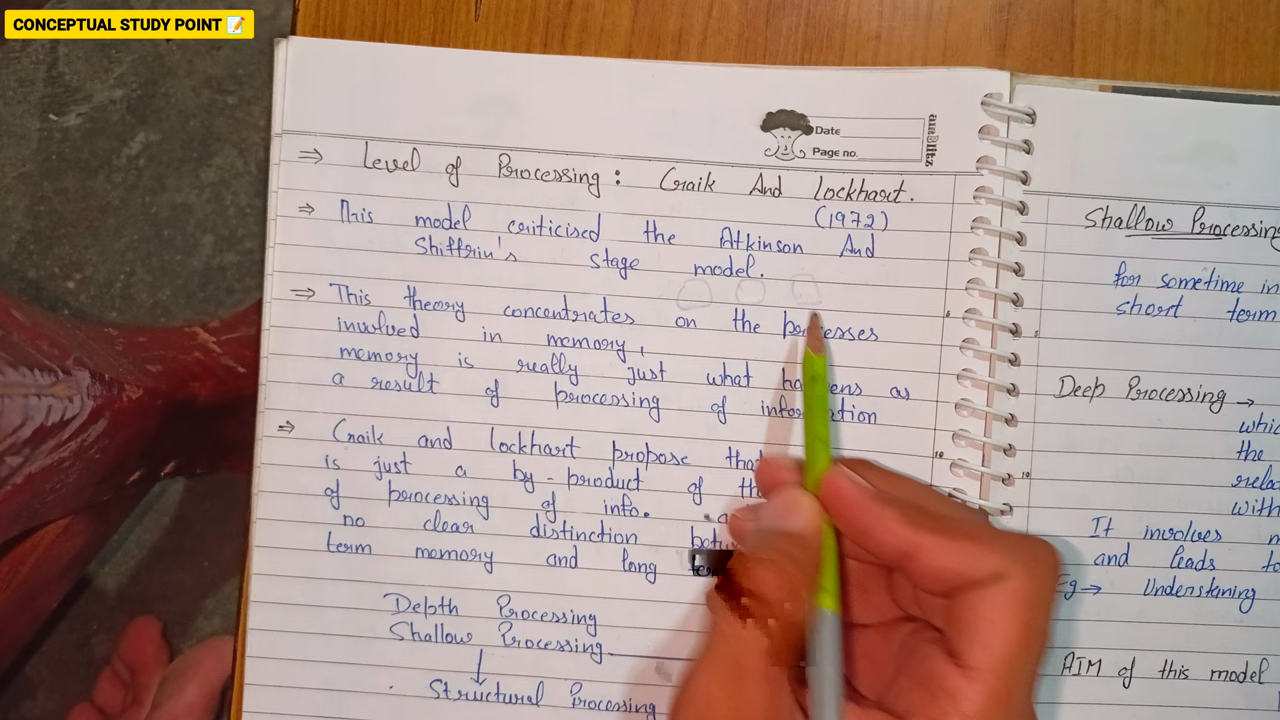 CONCEPTUAL STUDY POINT
Date
Page no.
anBlitz
⇒ Level of Processing: Craik And Lockhart.
(1972)
⇒ This model criticised the Atkinson And
Shiffrin's stage model.
⇒ This theory concentrates on the processes
involved in memory,
memory is really just what happens as
a result of processing of information
⇒ Craik and lockhart propose that
is just a by-product of the
of processing of info.
no clear distinction
term memory and long
Depth Processing
Shallow Processing
↓
Structural Processing
Shallow Processing
for sometime in
short term
Deep Processing →
the
with
It involves
and leads to
Eg → Understaning
AIM of this model